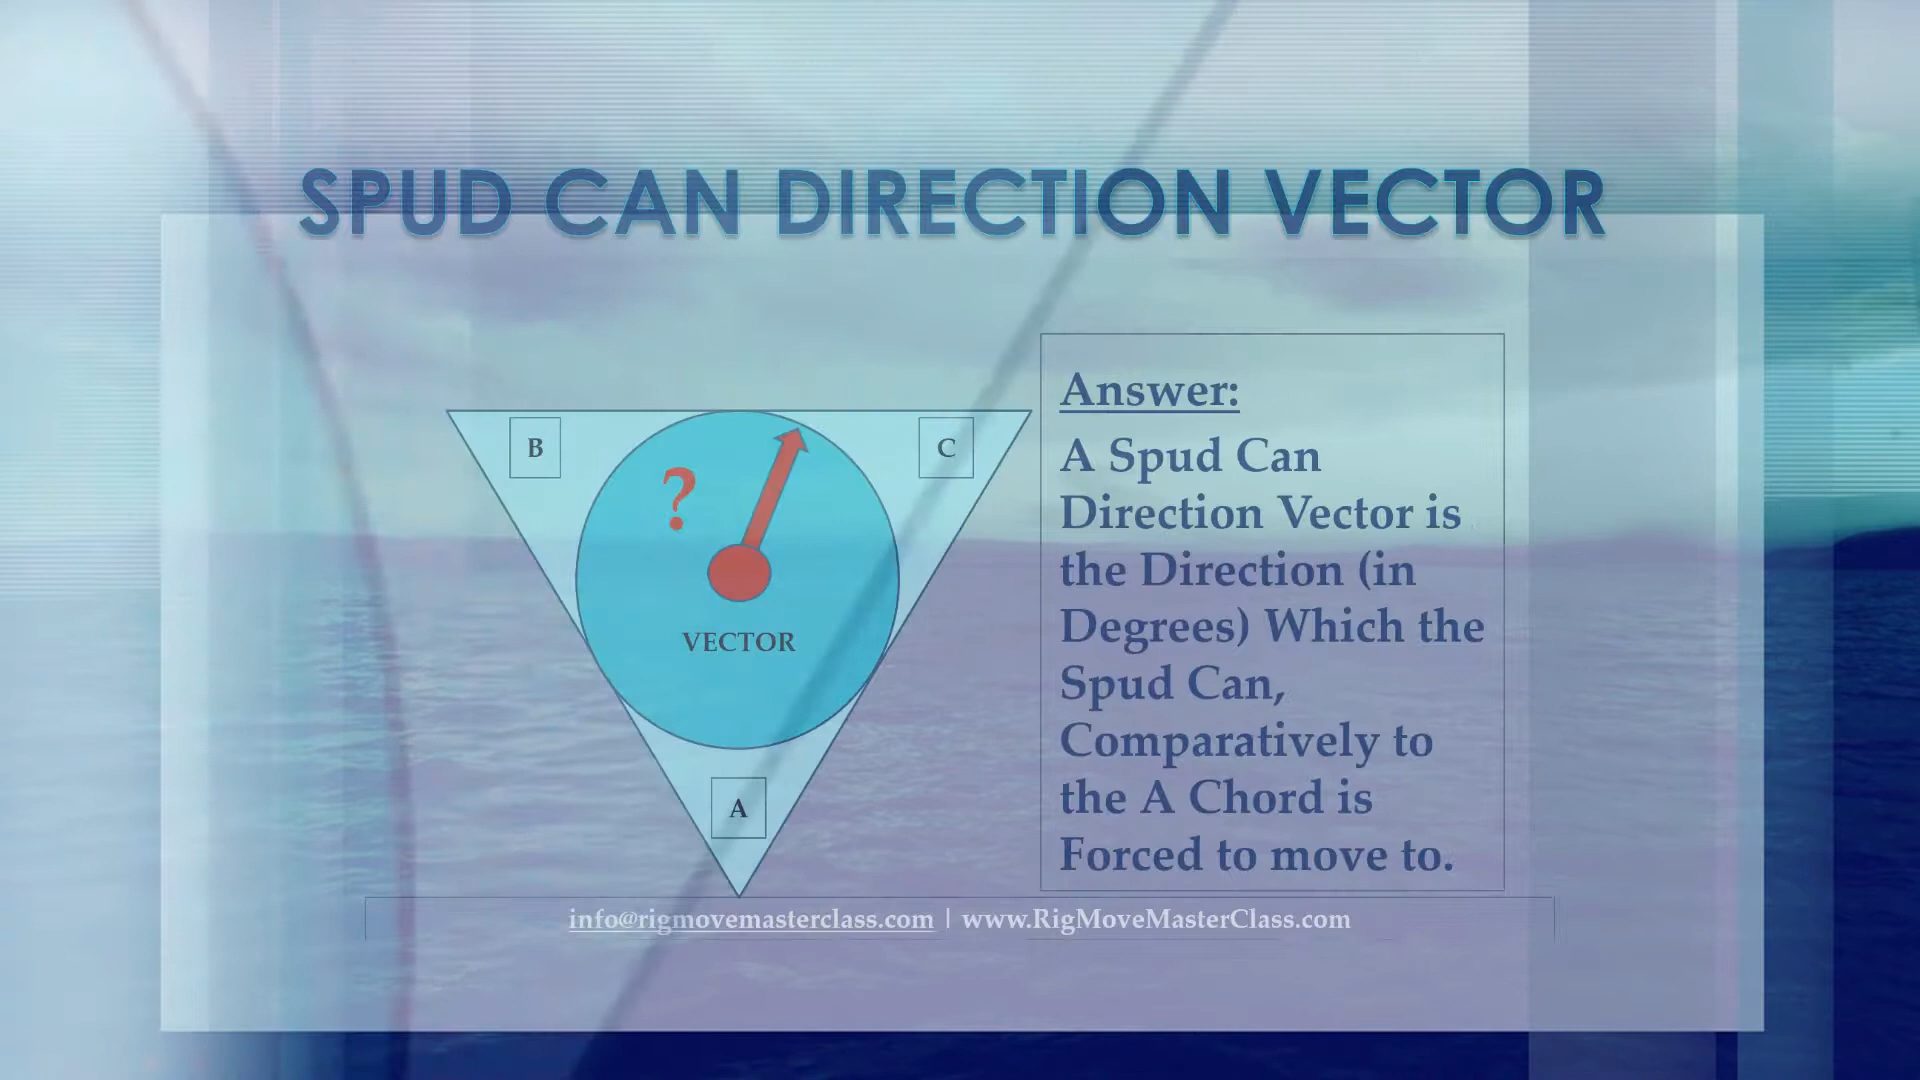 SPUD CAN DIRECTION VECTOR
B
C
?
VECTOR
A
Answer:
A Spud Can
Direction Vector is
the Direction (in
Degrees) Which the
Spud Can,
Comparatively to
the A Chord is
Forced to move to.
info@rigmovemasterclass.com | www.RigMoveMasterClass.com